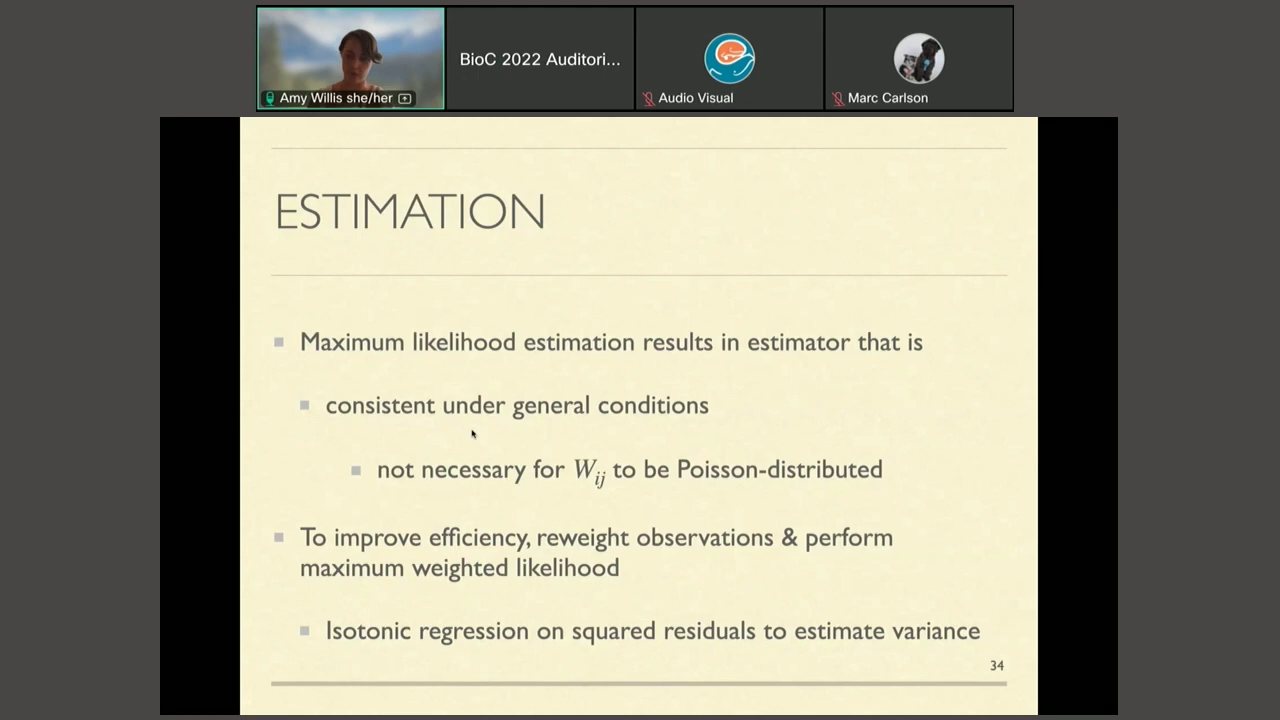 Amy Willis she/her
BioC 2022 Auditori...
Audio Visual
Marc Carlson
ESTIMATION
Maximum likelihood estimation results in estimator that is
consistent under general conditions
not necessary for W_{ij} to be Poisson-distributed
To improve efficiency, reweight observations & perform
maximum weighted likelihood
Isotonic regression on squared residuals to estimate variance
34